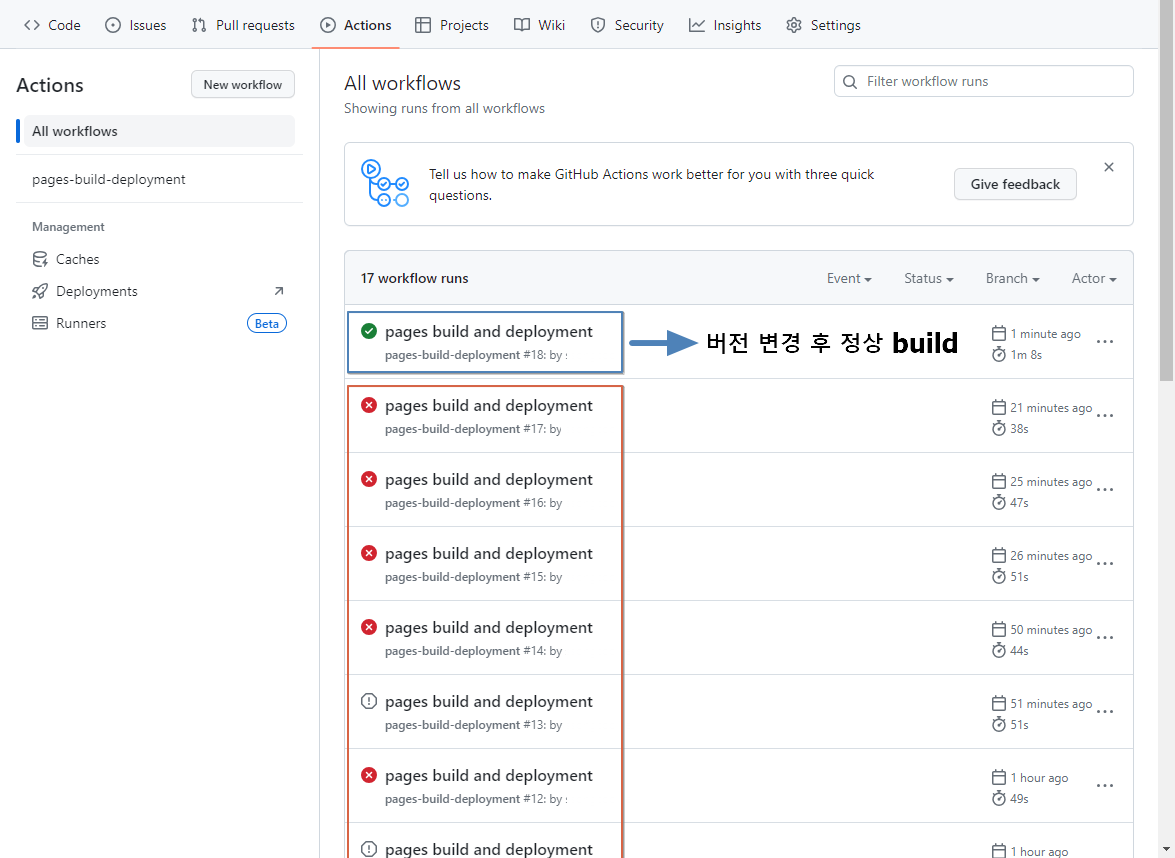 Code Issues Pull requests Actions Projects Wiki Security Insights Settings
Actions
New workflow
All workflows
pages-build-deployment
Management
Caches
Deployments
Runners
Beta
All workflows
Showing runs from all workflows
Filter workflow runs
Tell us how to make GitHub Actions work better for you with three quick
questions.
Give feedback
17 workflow runs
Event Status Branch Actor
pages build and deployment
pages-build-deployment #18: by
버전 변경 후 정상 build
1 minute ago
1m 8s
pages build and deployment
pages-build-deployment #17: by
21 minutes ago
38s
pages build and deployment
pages-build-deployment #16: by
25 minutes ago
47s
pages build and deployment
pages-build-deployment #15: by
26 minutes ago
51s
pages build and deployment
pages-build-deployment #14: by
50 minutes ago
44s
pages build and deployment
pages-build-deployment #13: by
51 minutes ago
51s
pages build and deployment
pages-build-deployment #12: by
1 hour ago
49s
pages build and deployment
1 hour ago